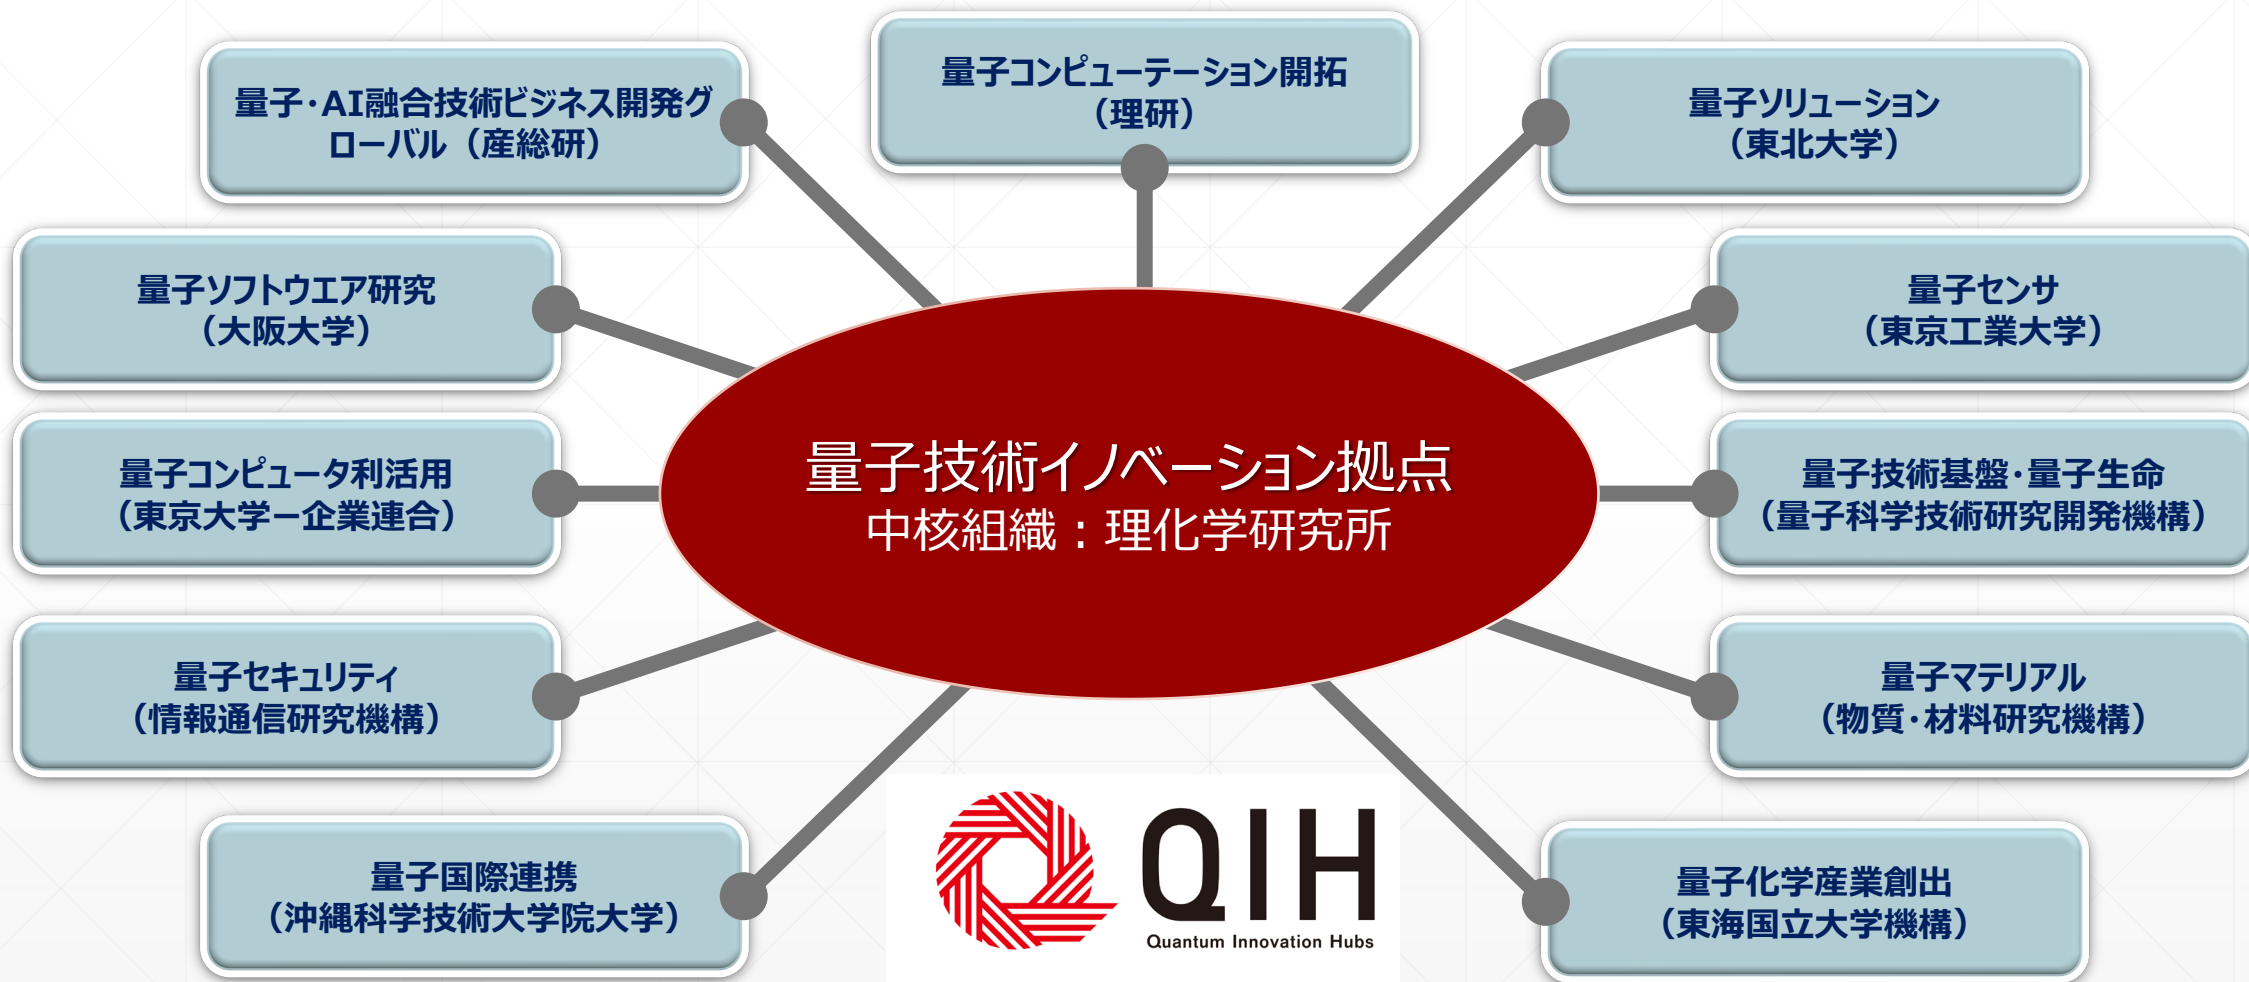 量子・AI融合技術ビジネス開発グ
ローバル（産総研）
量子コンピューテーション開拓
（理研）
量子ソリューション
（東北大学）
量子ソフトウエア研究
（大阪大学）
量子センサ
（東京工業大学）
量子コンピュータ利活用
（東京大学ー企業連合）
量子技術イノベーション拠点
中核組織：理化学研究所
量子技術基盤・量子生命
（量子科学技術研究開発機構）
量子セキュリティ
（情報通信研究機構）
量子マテリアル
（物質・材料研究機構）
量子国際連携
（沖縄科学技術大学院大学）
QIH
Quantum Innovation Hubs
量子化学産業創出
（東海国立大学機構）